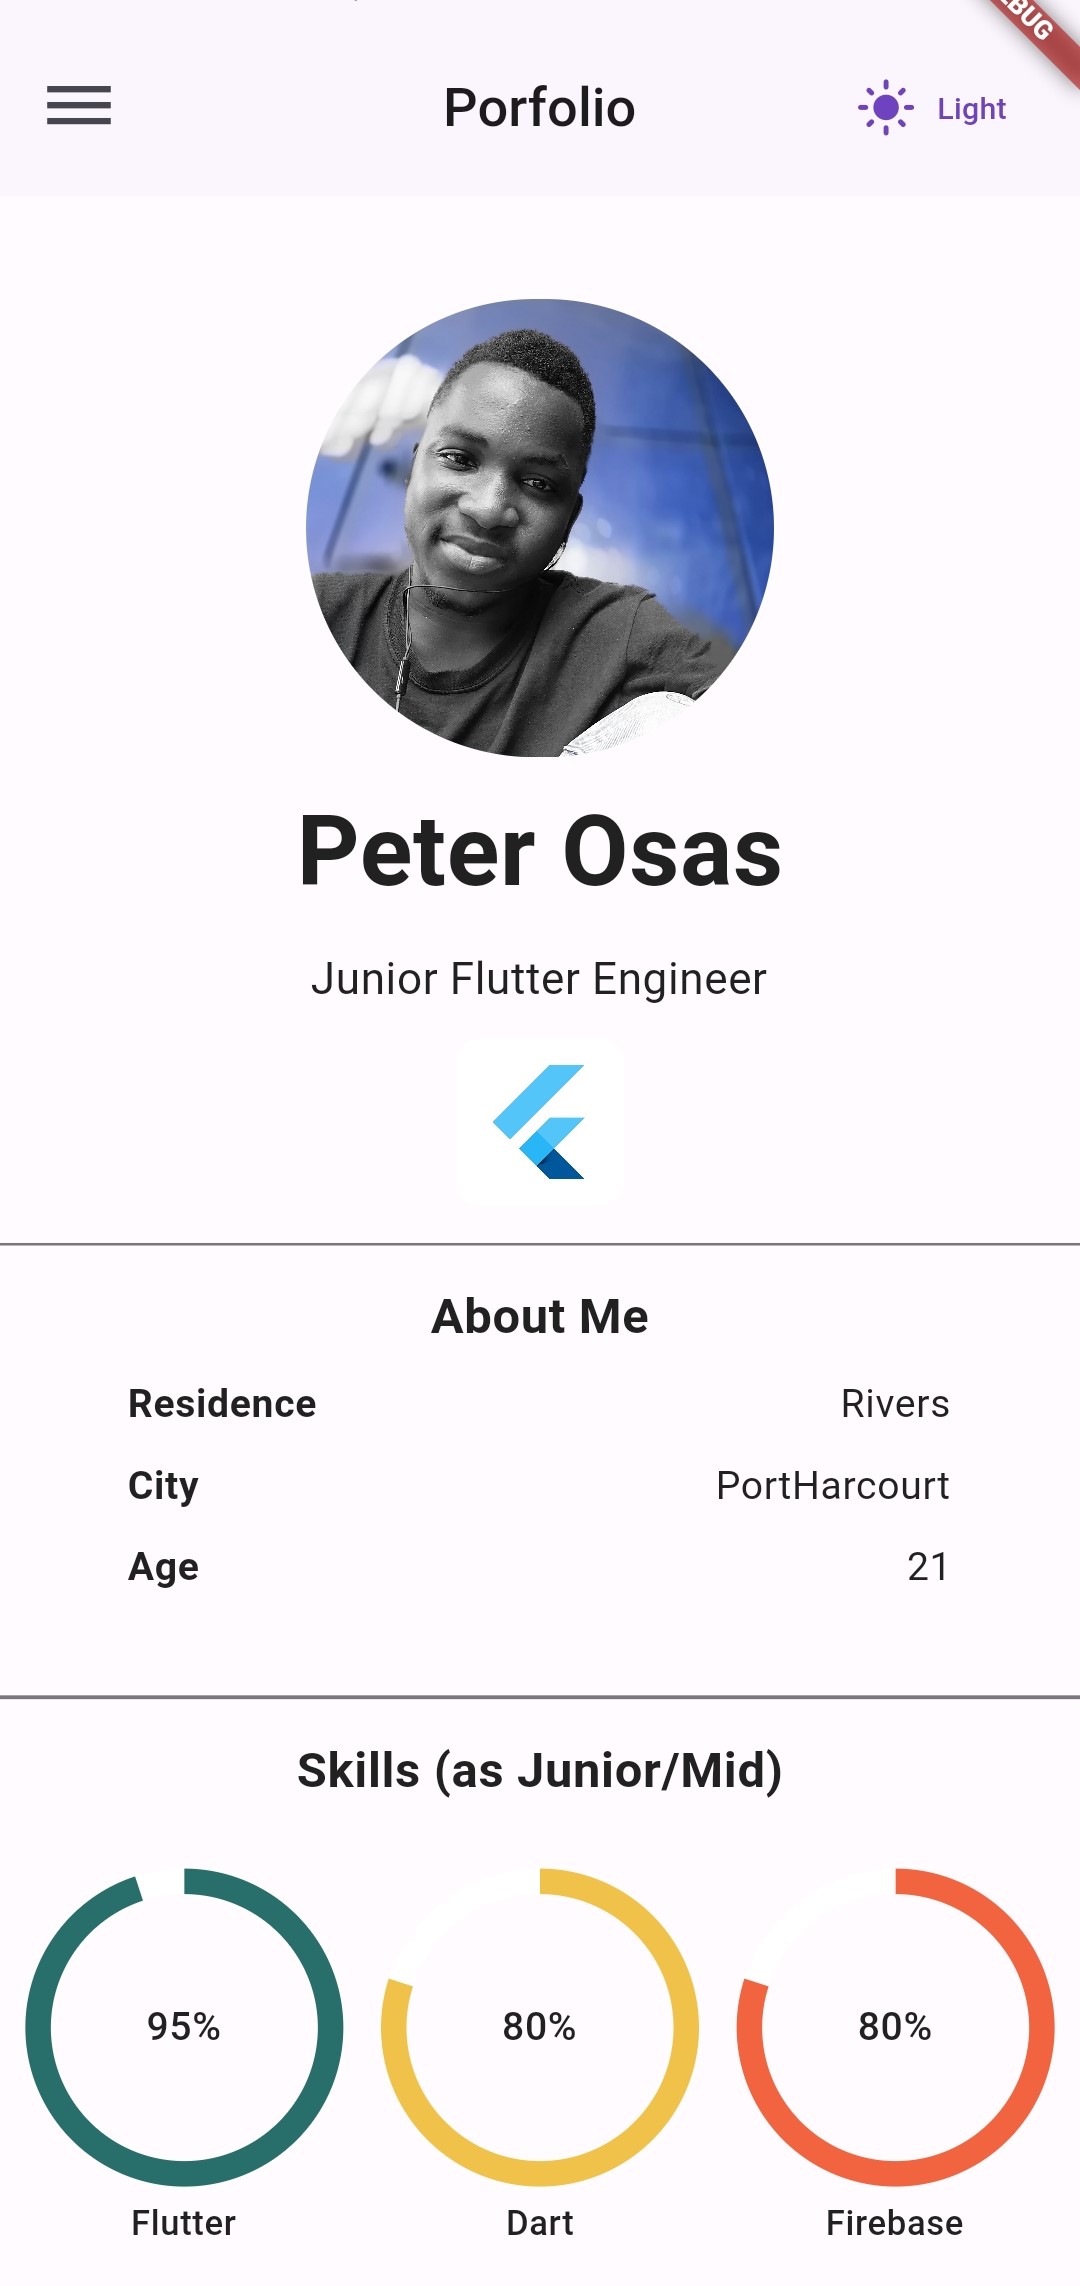 Porfolio
Light
Peter Osas
Junior Flutter Engineer
About Me
Residence Rivers
City PortHarcourt
Age 21
Skills (as Junior/Mid)
95% 80% 80%
Flutter Dart Firebase